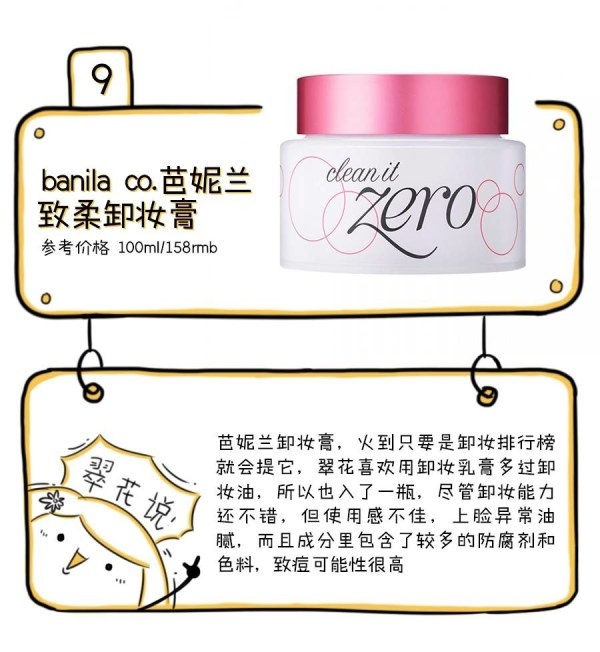 9
banila co.芭妮兰
致柔卸妆膏
参考价格 100ml/158rmb
clean it
zero
翠花说
芭妮兰卸妆膏，火到只要是卸妆排行榜
就会提它，翠花喜欢用卸妆乳膏多过卸
妆油，所以也入了一瓶，尽管卸妆能力
还不错，但使用感不佳，上脸异常油
腻，而且成分里包含了较多的防腐剂和
色料，致痘可能性很高